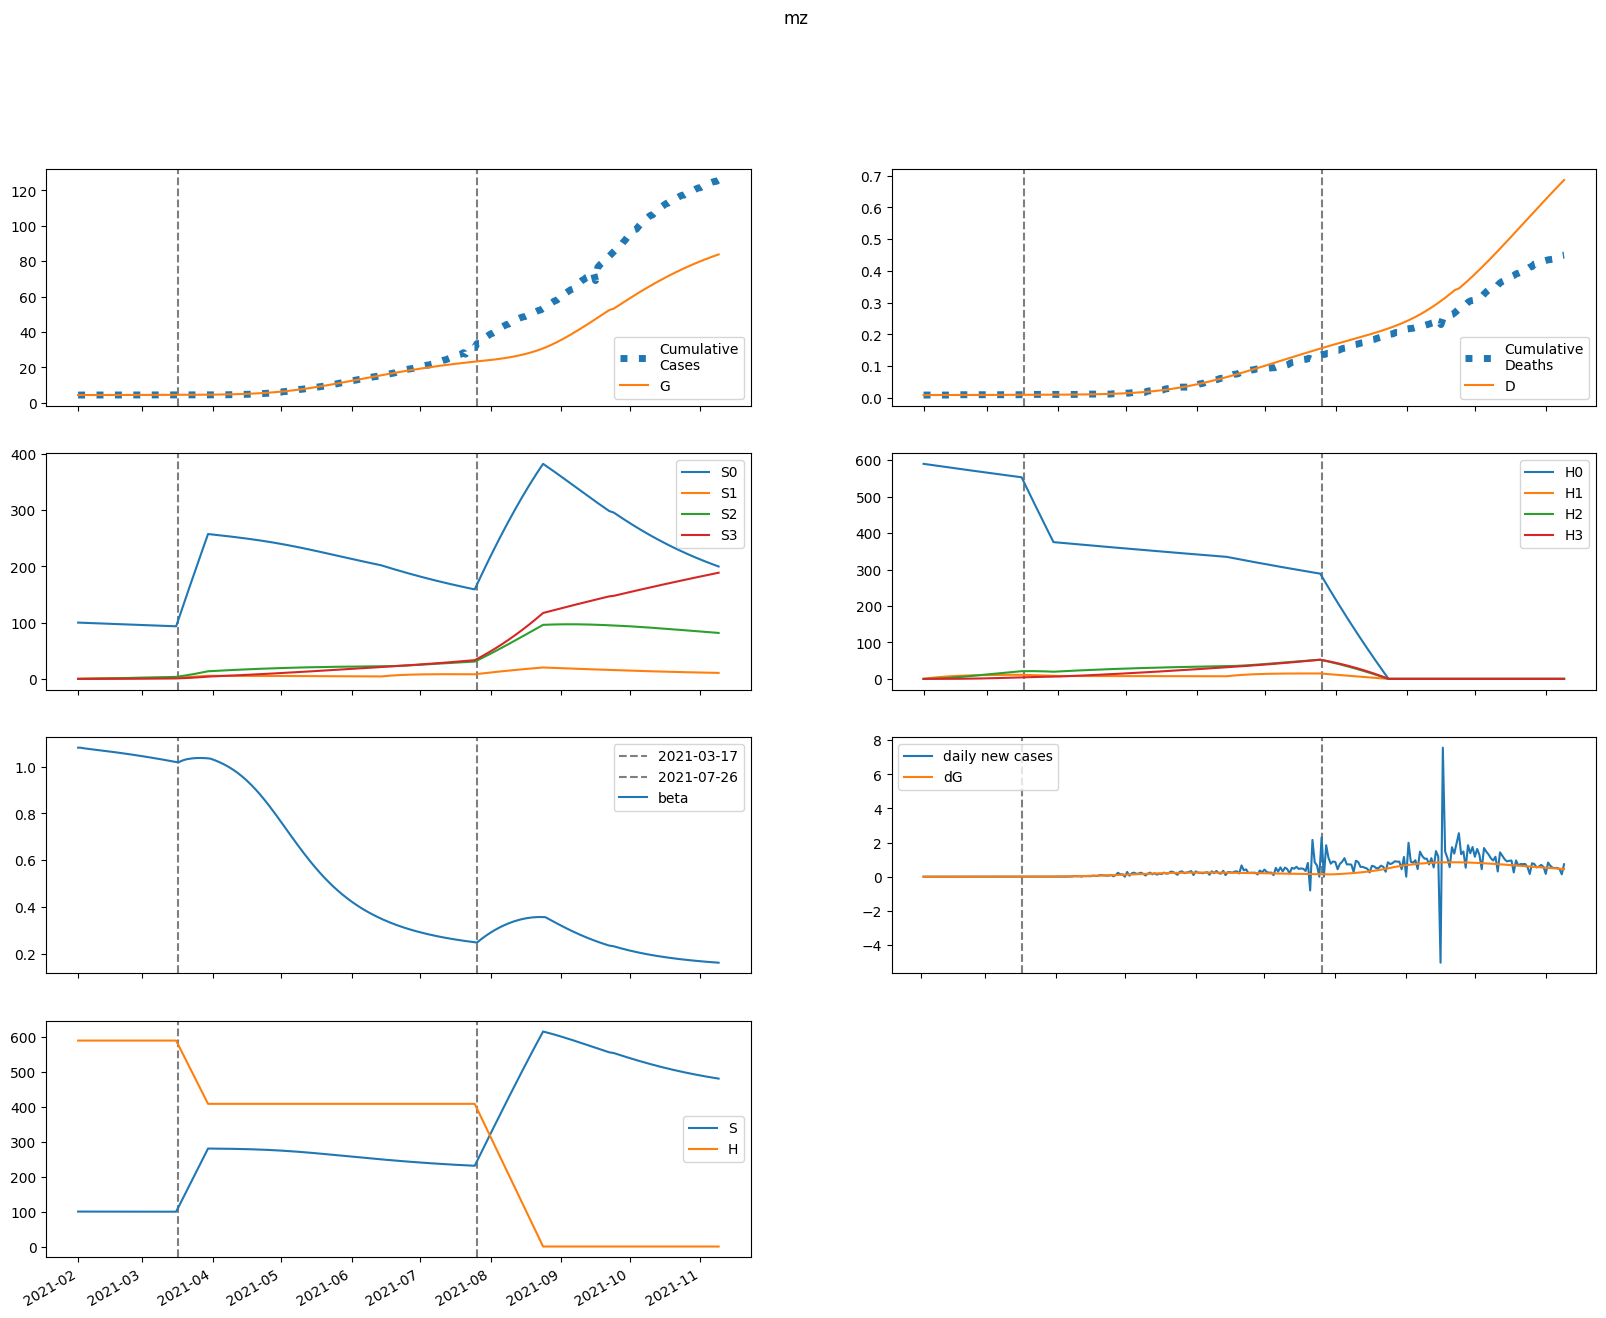 mz
120
100
80
60
40
20
0
Cumulative
Cases
G
0.7
0.6
0.5
0.4
0.3
0.2
0.1
0.0
Cumulative
Deaths
D
400
300
200
100
0
S0
S1
S2
S3
600
500
400
300
200
100
0
H0
H1
H2
H3
1.0
0.8
0.6
0.4
0.2
2021-03-17
2021-07-26
beta
8
6
4
2
0
−2
−4
daily new cases
dG
600
500
400
300
200
100
0
S
H
2021-02
2021-03
2021-04
2021-05
2021-06
2021-07
2021-08
2021-09
2021-10
2021-11